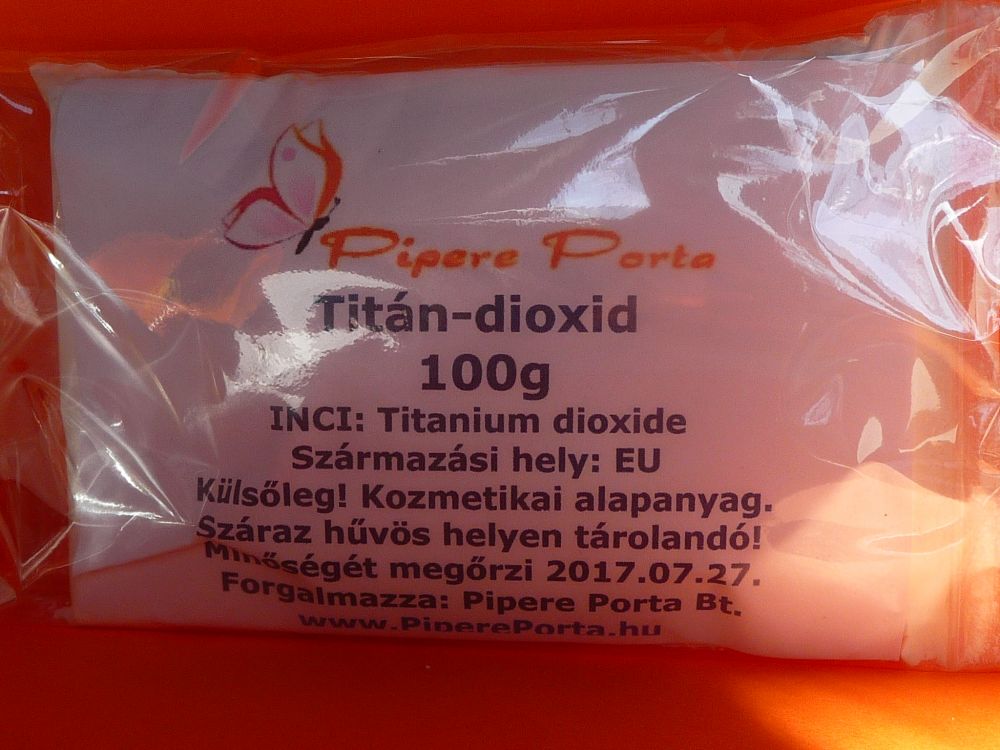 Pipere Porta
Titán-dioxid
100g
INCI: Titanium dioxide
Származási hely: EU
Külsőleg! Kozmetikai alapanyag.
Száraz hűvös helyen tárolandó!
Minőségét megőrzi 2017.07.27.
Forgalmazza: Pipere Porta Bt.
www.PiperePorta.hu